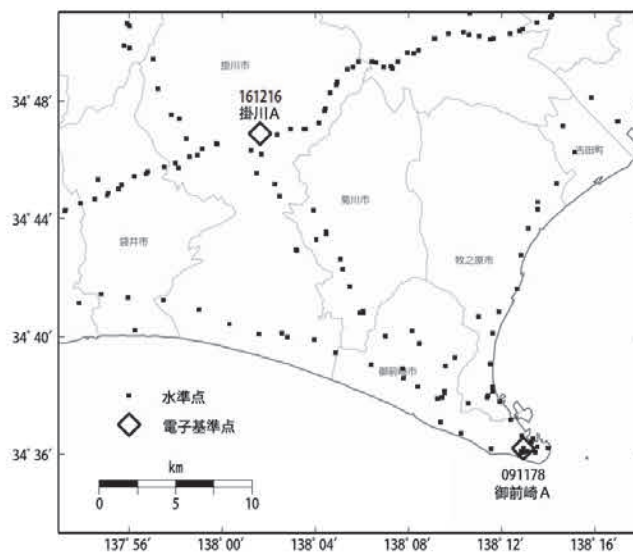 掛川市
161216
掛川A
34° 48'
吉田町
菊川市
34° 44'
袋井市
牧之原市
34° 40'
御前崎市
水準点
電子基準点
34° 36'
km
0 5 10
091178
御前崎A
137° 56' 138° 00' 138° 04' 138° 08' 138° 12' 138° 16'